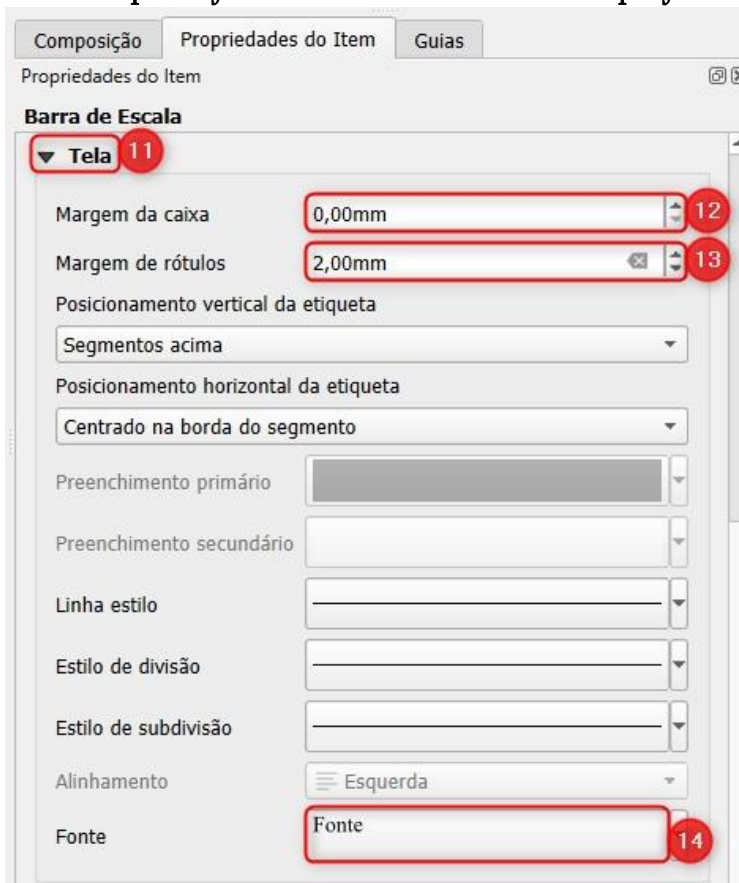 Composição Propriedades do Item Guias
Propriedades do Item
Barra de Escala
Tela 11
Margem da caixa 0,00mm 12
Margem de rótulos 2,00mm 13
Posicionamento vertical da etiqueta
Segmentos acima
Posicionamento horizontal da etiqueta
Centrado na borda do segmento
Preenchimento primário
Preenchimento secundário
Linha estilo
Estilo de divisão
Estilo de subdivisão
Alinhamento Esquerda
Fonte Fonte 14